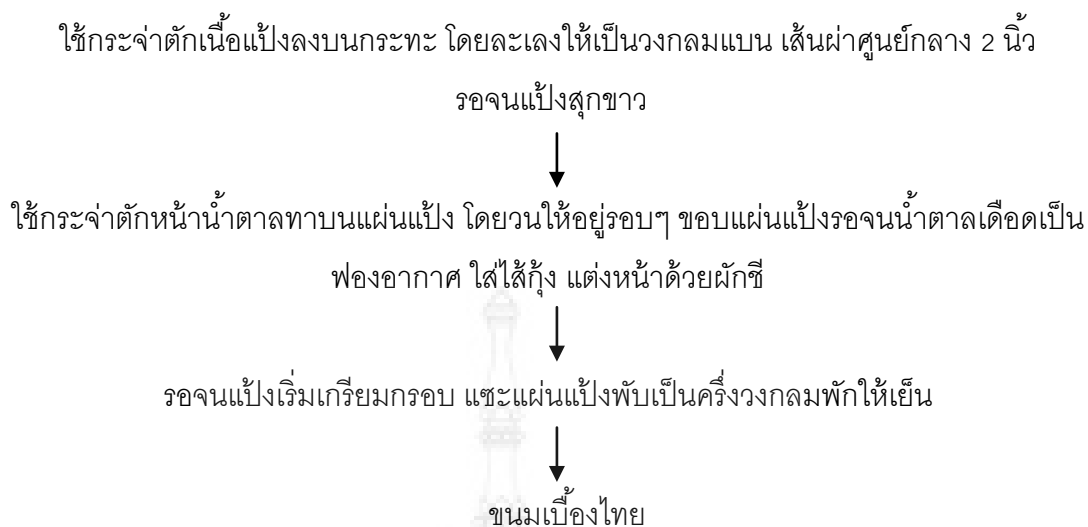 ใช้กระจ่าตักเนื้อแป้งลงบนกระทะ โดยละเลงให้เป็นวงกลมแบน เส้นผ่าศูนย์กลาง 2 นิ้ว
รอจนแป้งสุกขาว
ใช้กระจ่าตักหน้าน้ำตาลทาบนแผ่นแป้ง โดยวนให้อยู่รอบๆ ขอบแผ่นแป้งรอจนน้ำตาลเดือดเป็น
ฟองอากาศ ใส่ไส้กุ้ง แต่งหน้าด้วยผักชี
รอจนแป้งเริ่มเกรียมกรอบ แซะแผ่นแป้งพับเป็นครึ่งวงกลมพักให้เย็น
ขนมเบื้องไทย